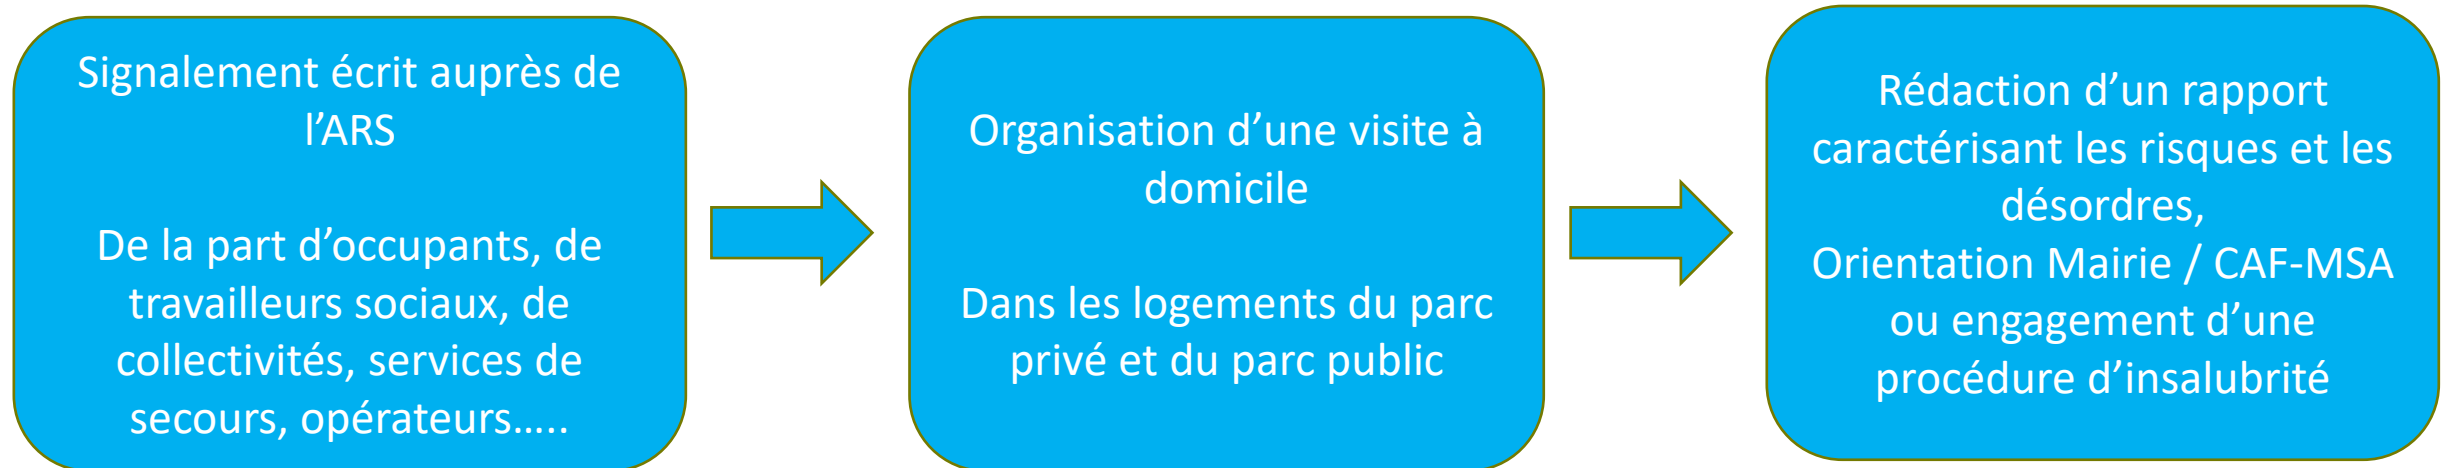 Signalement écrit auprès de
l’ARS
De la part d’occupants, de
travailleurs sociaux, de
collectivités, services de
secours, opérateurs…..
Organisation d’une visite à
domicile
Dans les logements du parc
privé et du parc public
Rédaction d’un rapport
caractérisant les risques et les
désordres,
Orientation Mairie / CAF-MSA
ou engagement d’une
procédure d’insalubrité